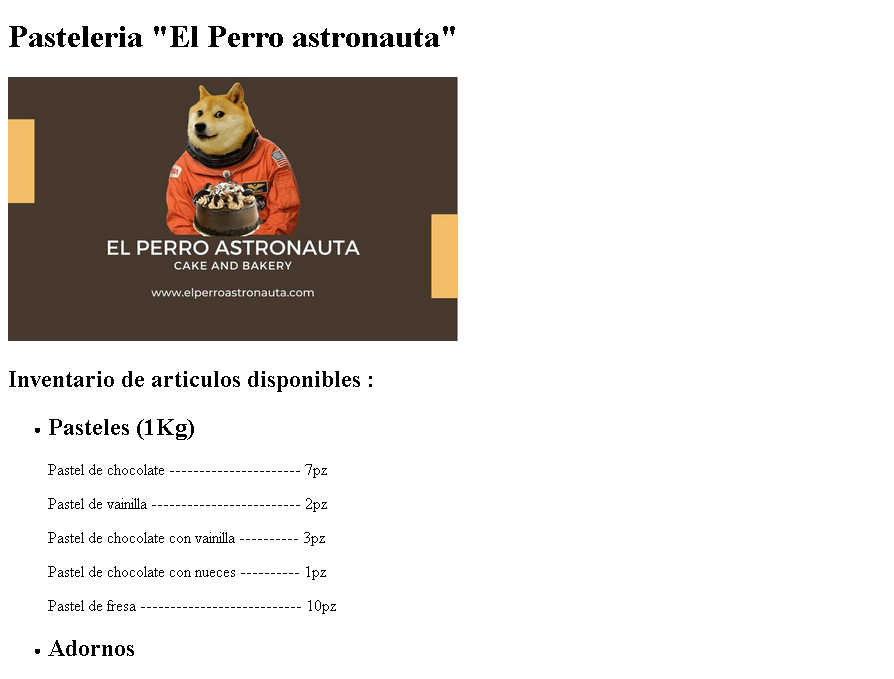 Pasteleria "El Perro astronauta"
EL PERRO ASTRONAUTA
CAKE AND BAKERY
www.elperroastronauta.com
Inventario de articulos disponibles :
Pasteles (1Kg)
Pastel de chocolate ---------------------- 7pz
Pastel de vainilla ------------------------- 2pz
Pastel de chocolate con vainilla ---------- 3pz
Pastel de chocolate con nueces ---------- 1pz
Pastel de fresa --------------------------- 10pz
Adornos